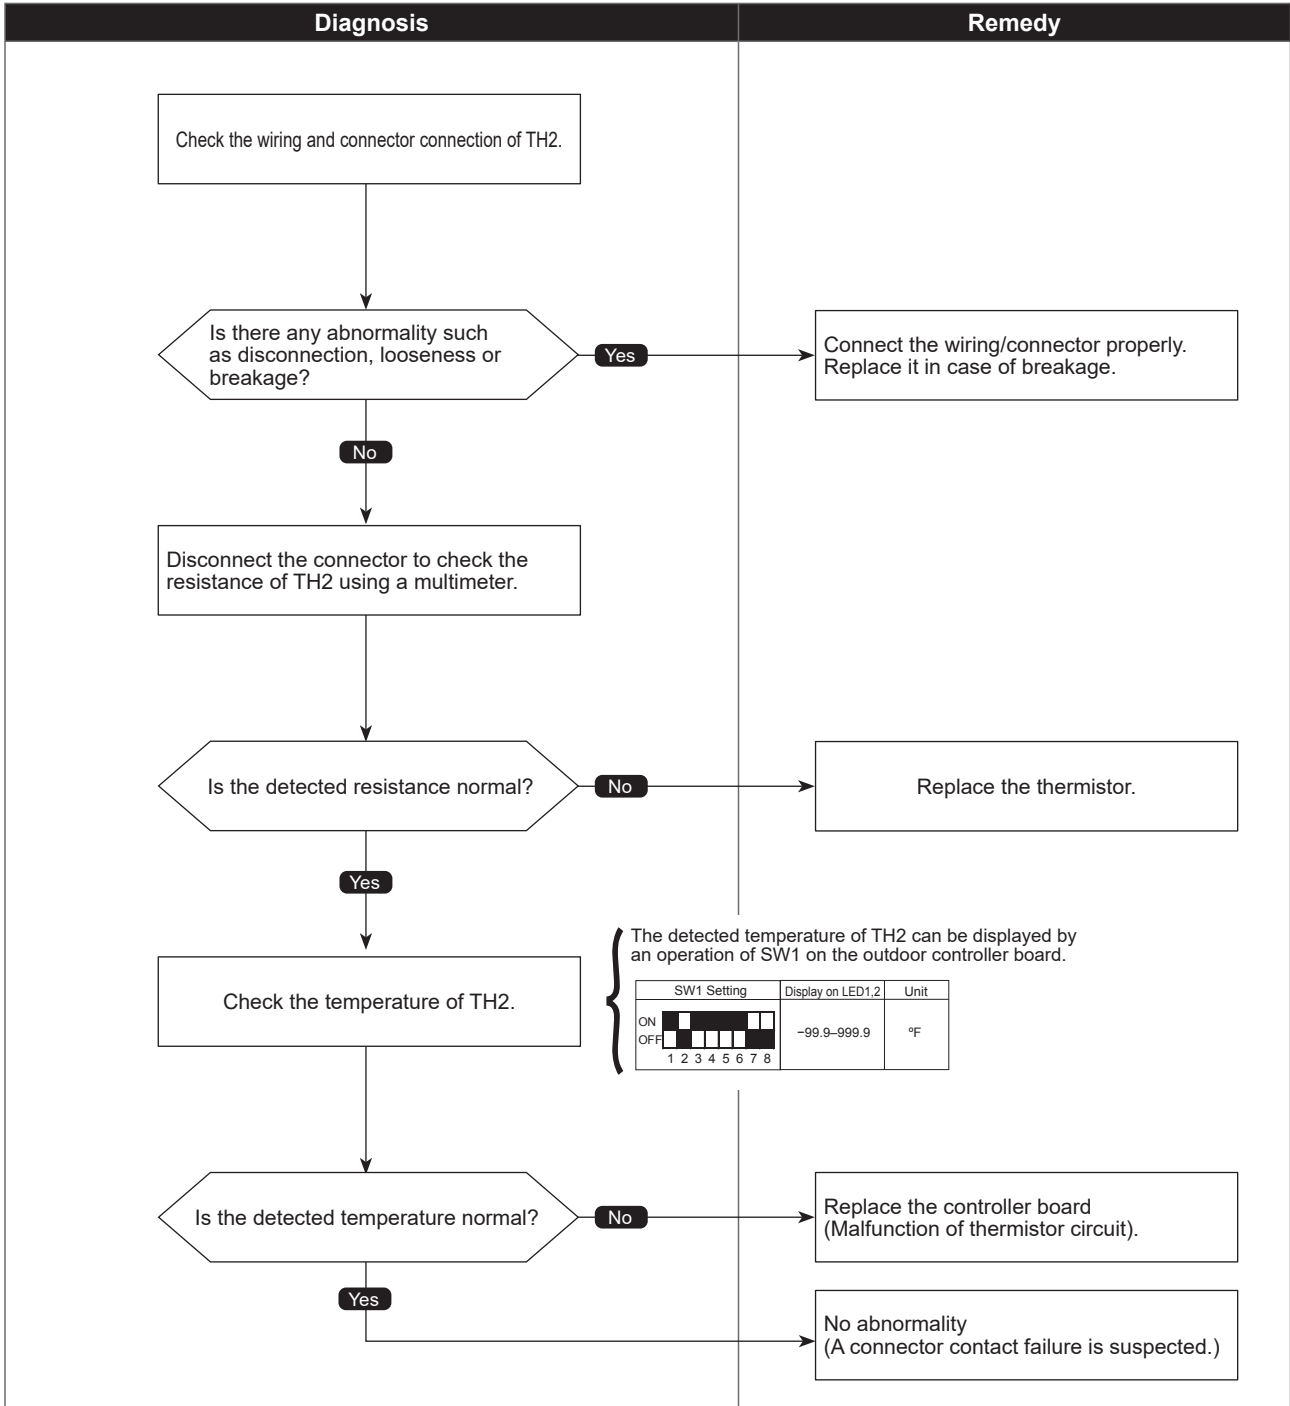 Diagnosis
Remedy
Check the wiring and connector connection of TH2.
Is there any abnormality such
as disconnection, looseness or
breakage?
Yes
Connect the wiring/connector properly.
Replace it in case of breakage.
No
Disconnect the connector to check the
resistance of TH2 using a multimeter.
Is the detected resistance normal?
No
Replace the thermistor.
Yes
The detected temperature of TH2 can be displayed by
an operation of SW1 on the outdoor controller board.
Check the temperature of TH2.
SW1 Setting
Display on LED1,2
Unit
ON
OFF
1 2 3 4 5 6 7 8
−99.9–999.9
ºF
Is the detected temperature normal?
No
Replace the controller board
(Malfunction of thermistor circuit).
Yes
No abnormality
(A connector contact failure is suspected.)